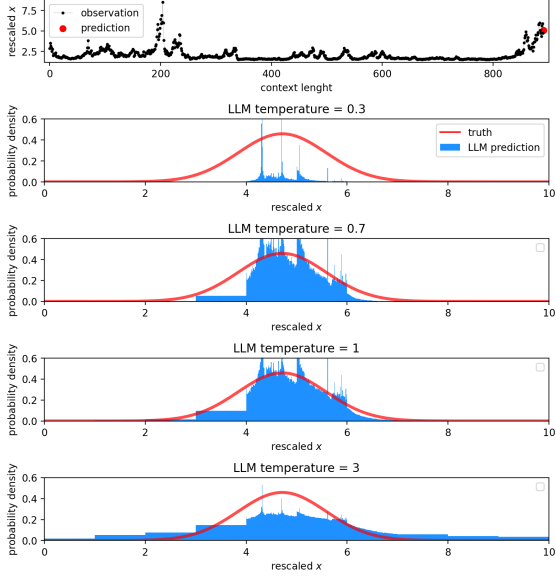 7.5
5.0
2.5
rescaled x
observation
prediction
0 200 400 600 800
context lenght
LLM temperature = 0.3
0.6
0.4
0.2
0.0
probability density
truth
LLM prediction
0 2 4 6 8 10
rescaled x
LLM temperature = 0.7
0.6
0.4
0.2
0.0
probability density
0 2 4 6 8 10
rescaled x
LLM temperature = 1
0.6
0.4
0.2
0.0
probability density
0 2 4 6 8 10
rescaled x
LLM temperature = 3
0.6
0.4
0.2
0.0
probability density
0 2 4 6 8 10
rescaled x